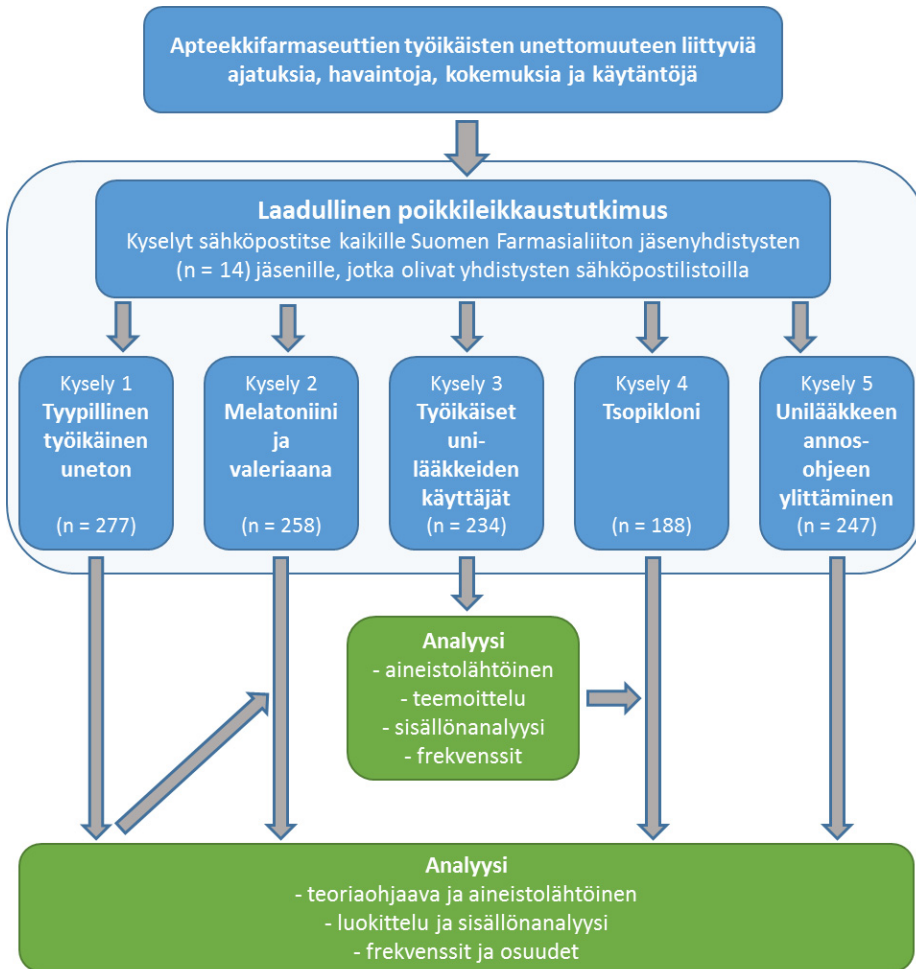 Apteekkifarmaseuttien työikäisten unettomuuteen liittyviä
ajatuksia, havaintoja, kokemuksia ja käytäntöjä
Laadullinen poikkileikkaustutkimus
Kyselyt sähköpostitse kaikille Suomen Farmasialiiton jäsenyhdistysten
(n = 14) jäsenille, jotka olivat yhdistysten sähköpostilistoilla
Kysely 1
Tyypillinen
työikäinen
uneton
(n = 277)
Kysely 2
Melatoniini
ja
valeriaana
(n = 258)
Kysely 3
Työikäiset
uni-
lääkkeiden
käyttäjät
(n = 234)
Kysely 4
Tsopikloni
(n = 188)
Kysely 5
Unilääkkeen
annos-
ohjeen
ylittäminen
(n = 247)
Analyysi
- aineistolähtöinen
- teemoittelu
- sisällönanalyysi
- frekvenssit
Analyysi
- teoriaohjaava ja aineistolähtöinen
- luokittelu ja sisällönanalyysi
- frekvenssit ja osuudet